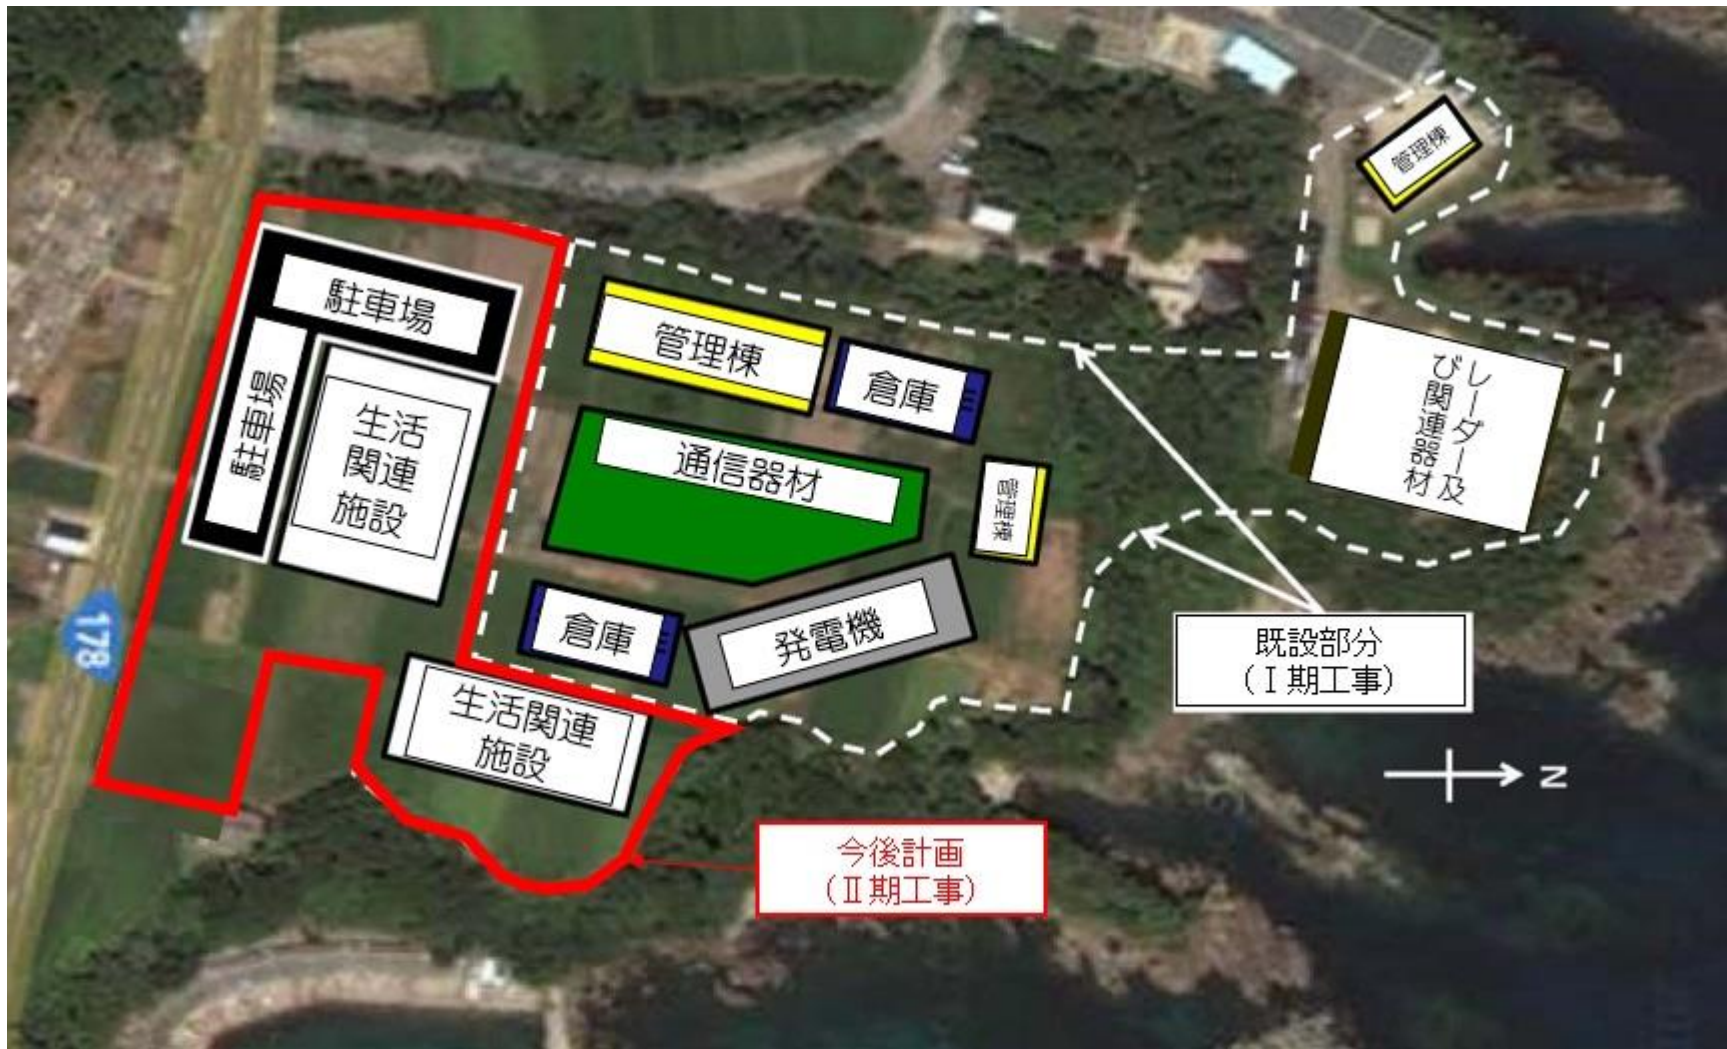 管理棟
駐車場
管理棟
倉庫
レーダー及
び関連器材
駐車場
生活
関連
施設
通信器材
管理棟
倉庫
発電機
既設部分
（Ⅰ期工事）
178
生活関連
施設
N
今後計画
（Ⅱ期工事）